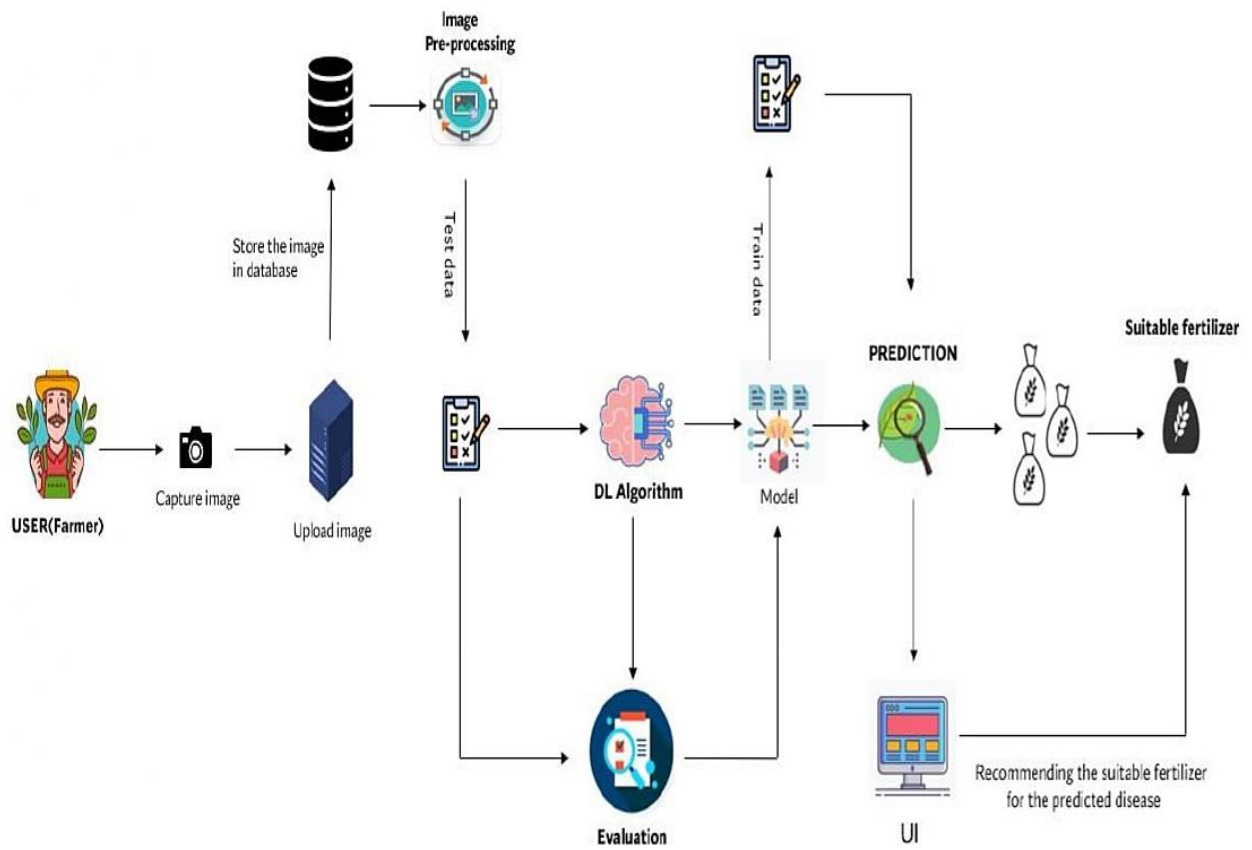 Image
Pre-processing
Store the image
in database
Test data
Train data
USER(Farmer)
Capture image
Upload image
DL Algorithm
Model
PREDICTION
Suitable fertilizer
Evaluation
UI
Recommending the suitable fertilizer
for the predicted disease